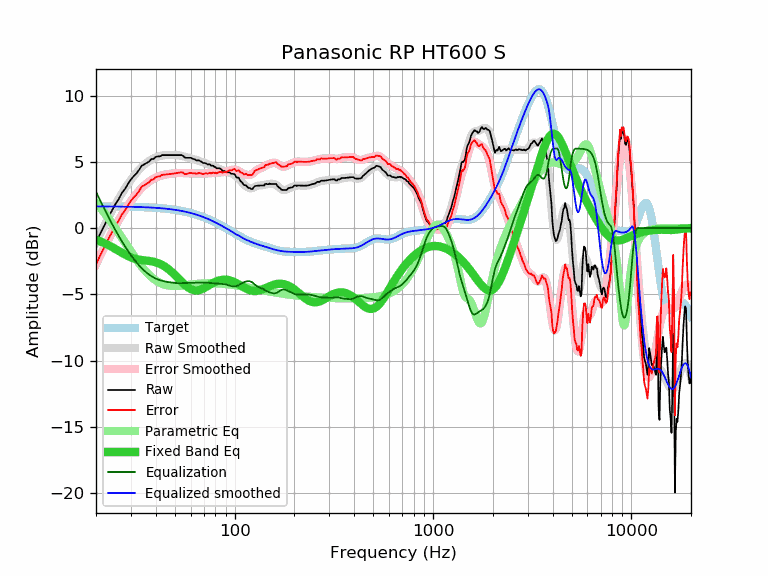 Panasonic RP HT600 S
Amplitude (dBr)
10
5
0
−5
−10
−15
−20
Target
Raw Smoothed
Error Smoothed
Raw
Error
Parametric Eq
Fixed Band Eq
Equalization
Equalized smoothed
100
1000
10000
Frequency (Hz)